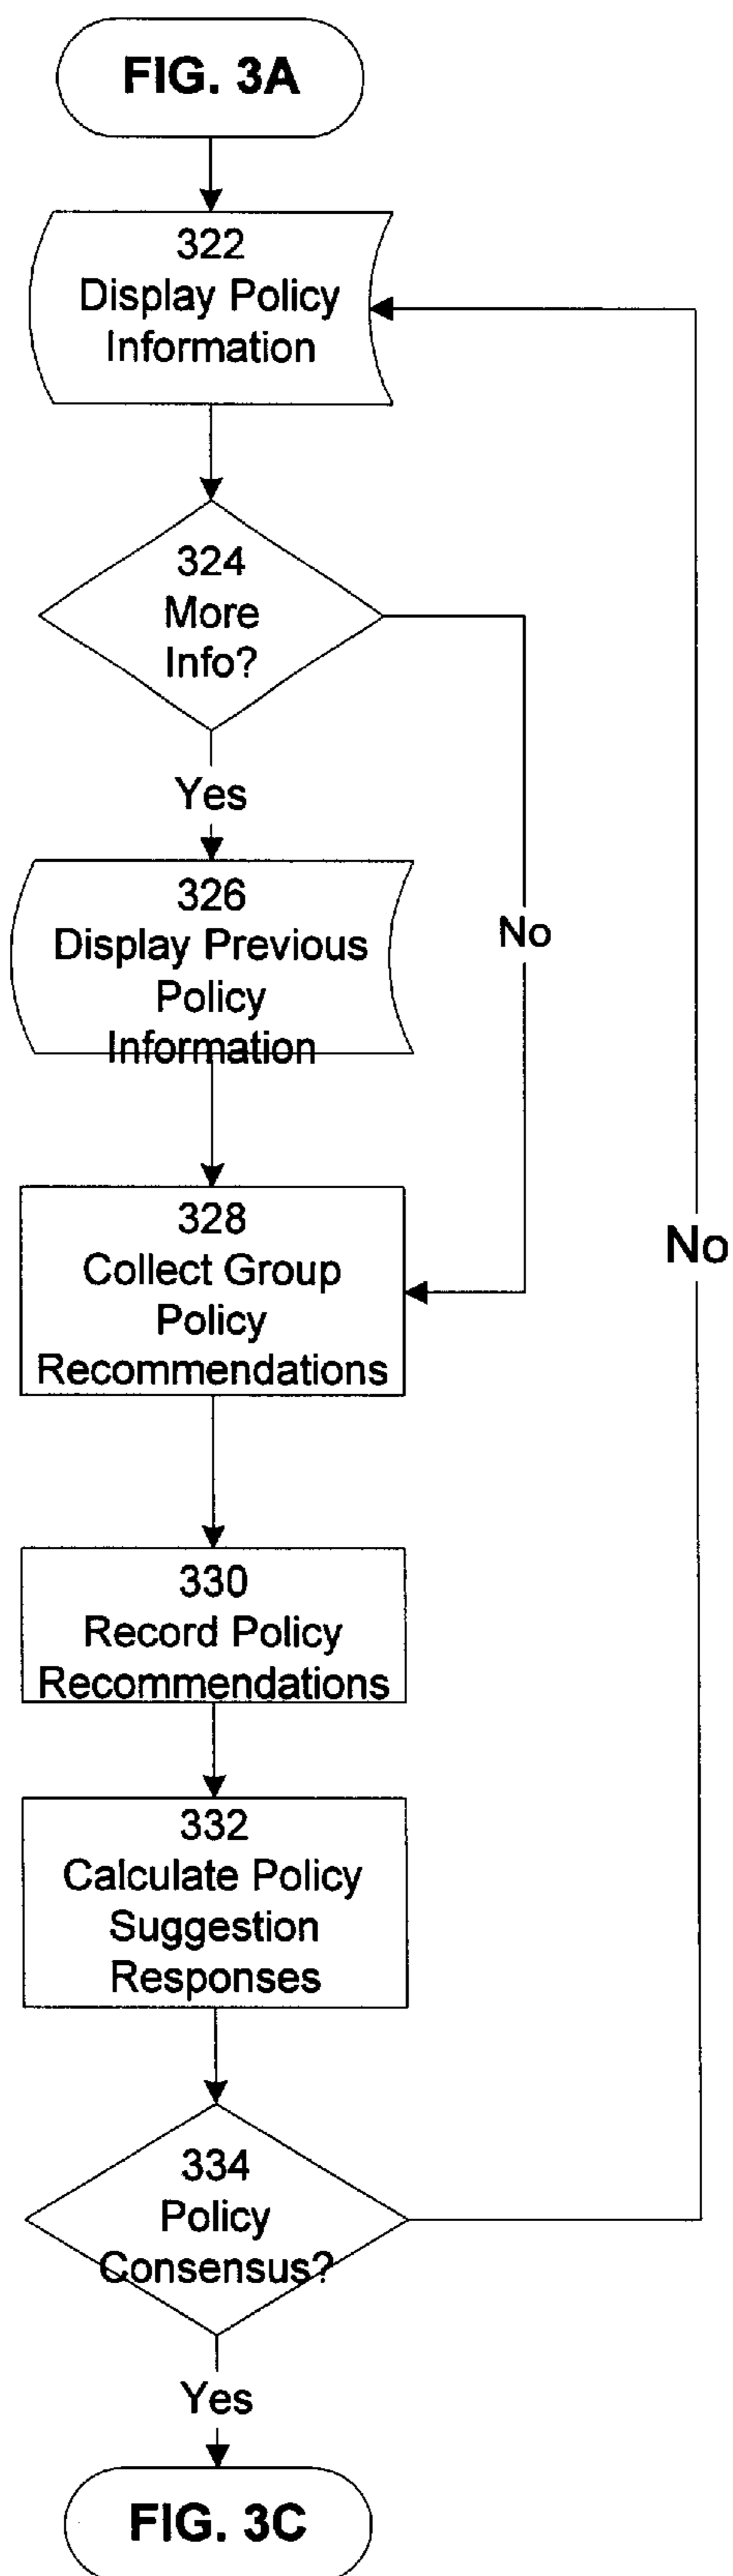 FIG. 3A
322
Display Policy
Information
324
More
Info?
Yes
326
Display Previous
Policy
Information
No
328
Collect Group
Policy
Recommendations
No
330
Record Policy
Recommendations
332
Calculate Policy
Suggestion
Responses
334
Policy
Consensus?
Yes
FIG. 3C